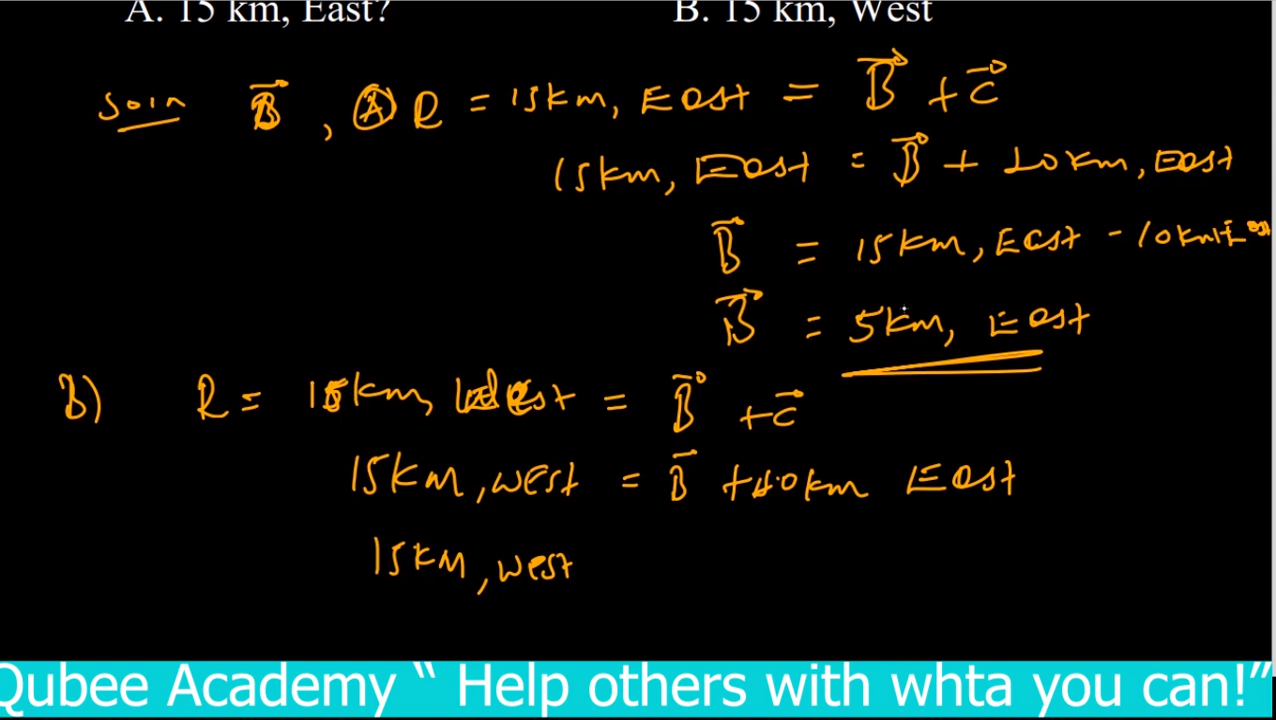 A. 15 km, East? B. 15 km, West
Soln B⃗, Ⓐ R = 15km, East = B⃗ + C⃗
15km, East = B⃗ + 10km, East
B⃗ = 15km, East - 10km, East
B⃗ = 5km, East
B) R = 15km, West = B⃗ + C⃗
15km, west = B⃗ + 10km East
15km, west
Qubee Academy “ Help others with whta you can!”